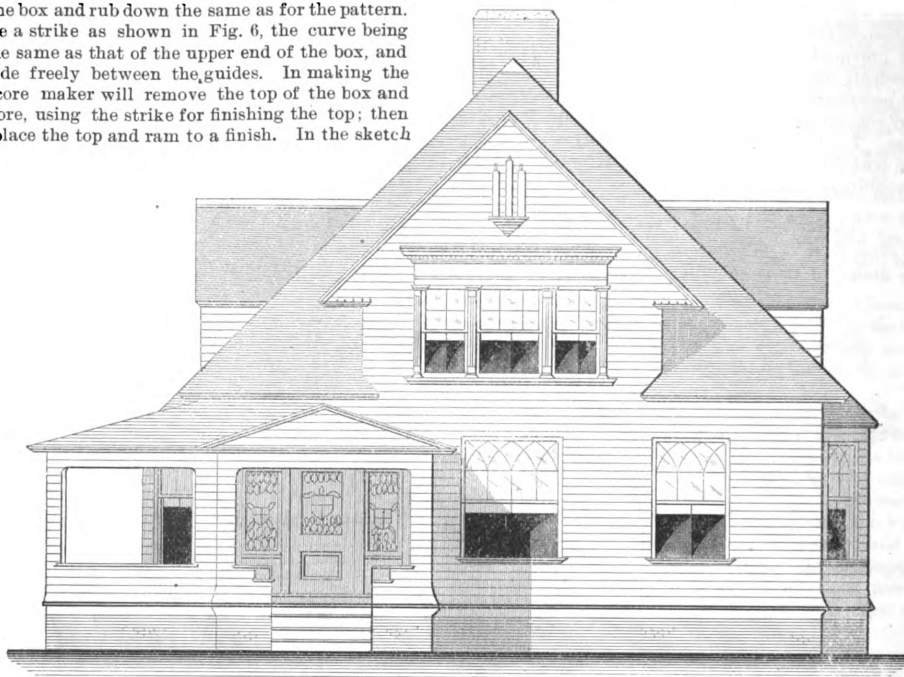 ne box and rub down the same as for the pattern.
e a strike as shown in Fig. 6, the curve being
e same as that of the upper end of the box, and
de freely between the guides. In making the
ore maker will remove the top of the box and
ore, using the strike for finishing the top; then
place the top and ram to a finish. In the sketch